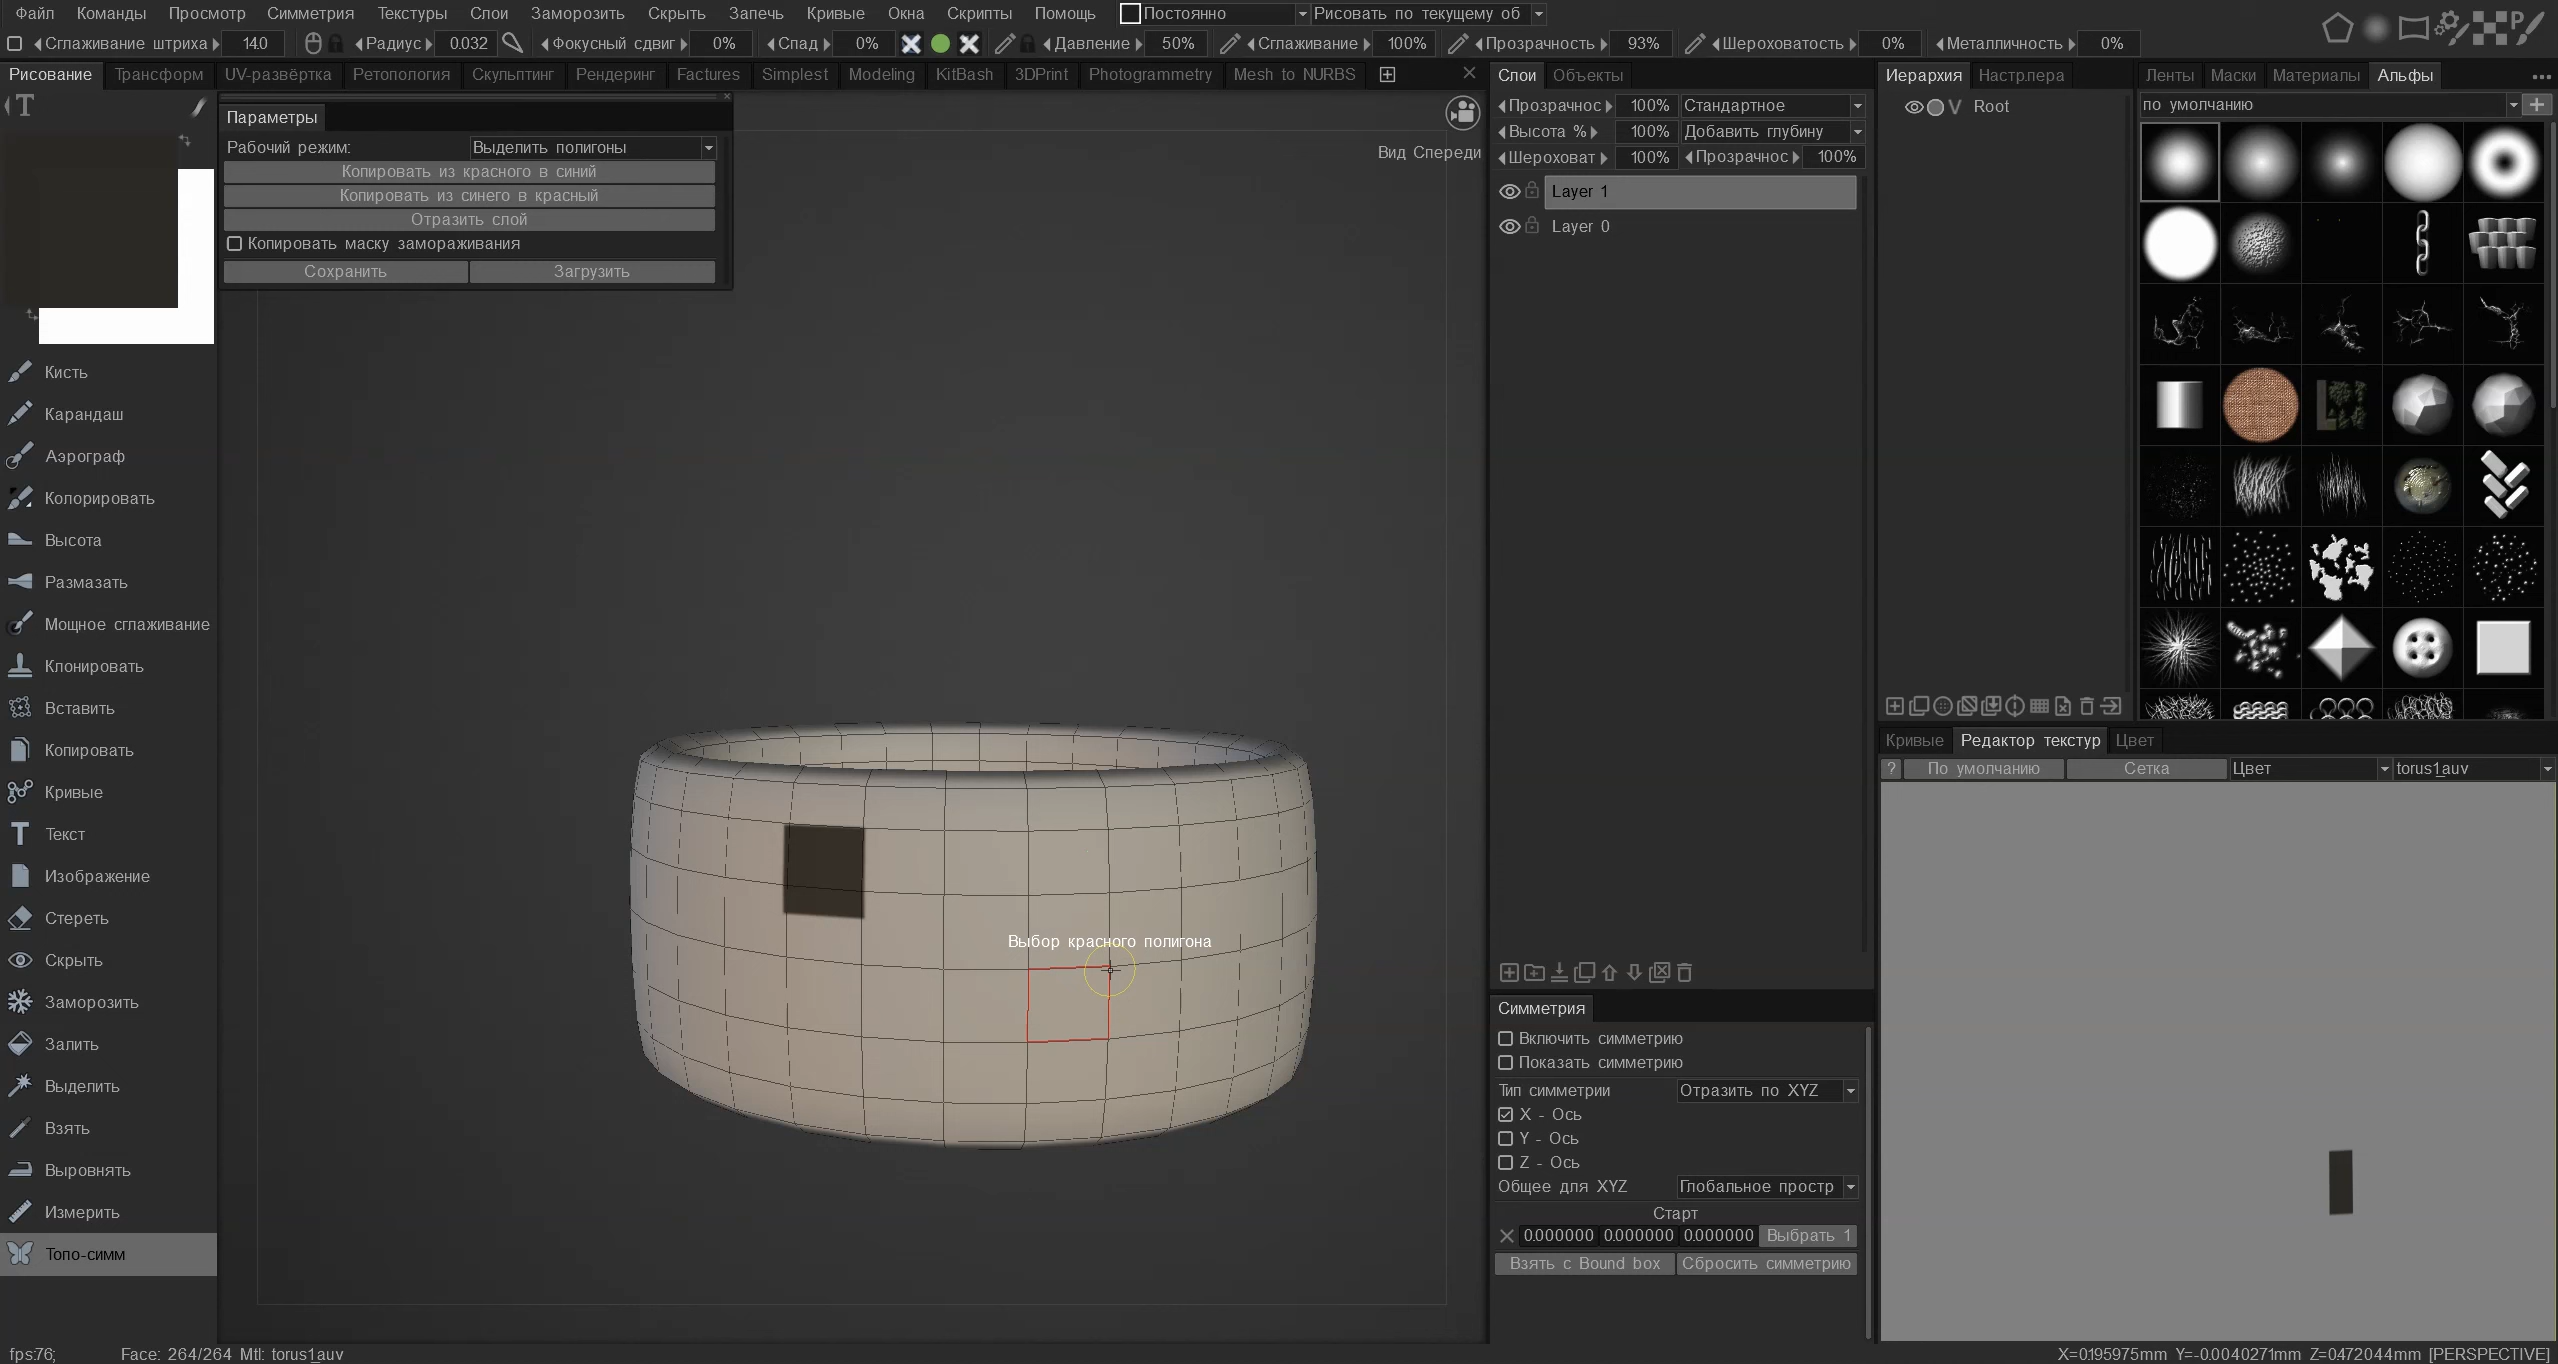 Файл Команды Просмотр Симметрия Текстуры Слои Заморозить Скрыть Запечь Кривые Окна Скрипты Помощь Постоянно Рисовать по текущему об
Сглаживание штриха 14.0 Радиус 0.032 Фокусный сдвиг 0% Спад 0% Давление 50% Сглаживание 100% Прозрачность 93% Шероховатость 0% Металличность 0%
Рисование Трансформ UV-развёртка Ретопология Скульптинг Рендеринг Factures Simplest Modeling KitBash 3DPrint Photogrammetry Mesh to NURBS
T
Параметры
Рабочий режим: Выделить полигоны
Копировать из красного в синий
Копировать из синего в красный
Отразить слой
Копировать маску замораживания
Сохранить Загрузить
Вид Спереди
Кисть
Карандаш
Аэрограф
Колорировать
Высота
Размазать
Мощное сглаживание
Клонировать
Вставить
Копировать
Кривые
Текст
Изображение
Стереть
Скрыть
Заморозить
Залить
Выделить
Взять
Выровнять
Измерить
Топо-симм
Выбор красного полигона
Слои Объекты
Прозрачнос 100% Стандартное
Высота % 100% Добавить глубину
Шероховат 100% Прозрачнос 100%
Layer 1
Layer 0
Симметрия
Включить симметрию
Показать симметрию
Тип симметрии Отразить по XYZ
X - Ось
Y - Ось
Z - Ось
Общее для XYZ Глобальное простр
Старт
0.000000 0.000000 0.000000 Выбрать 1
Взять с Bound box Сбросить симметрию
Иерархия Настр.пера
V Root
Ленты Маски Материалы Альфы
по умолчанию
Кривые Редактор текстур Цвет
? По умолчанию Сетка Цвет torus1_auv
fps:76; Face: 264/264 Mtl: torus1_auv
X=0.195975mm Y=-0.0040271mm Z=0.472044mm [PERSPECTIVE]